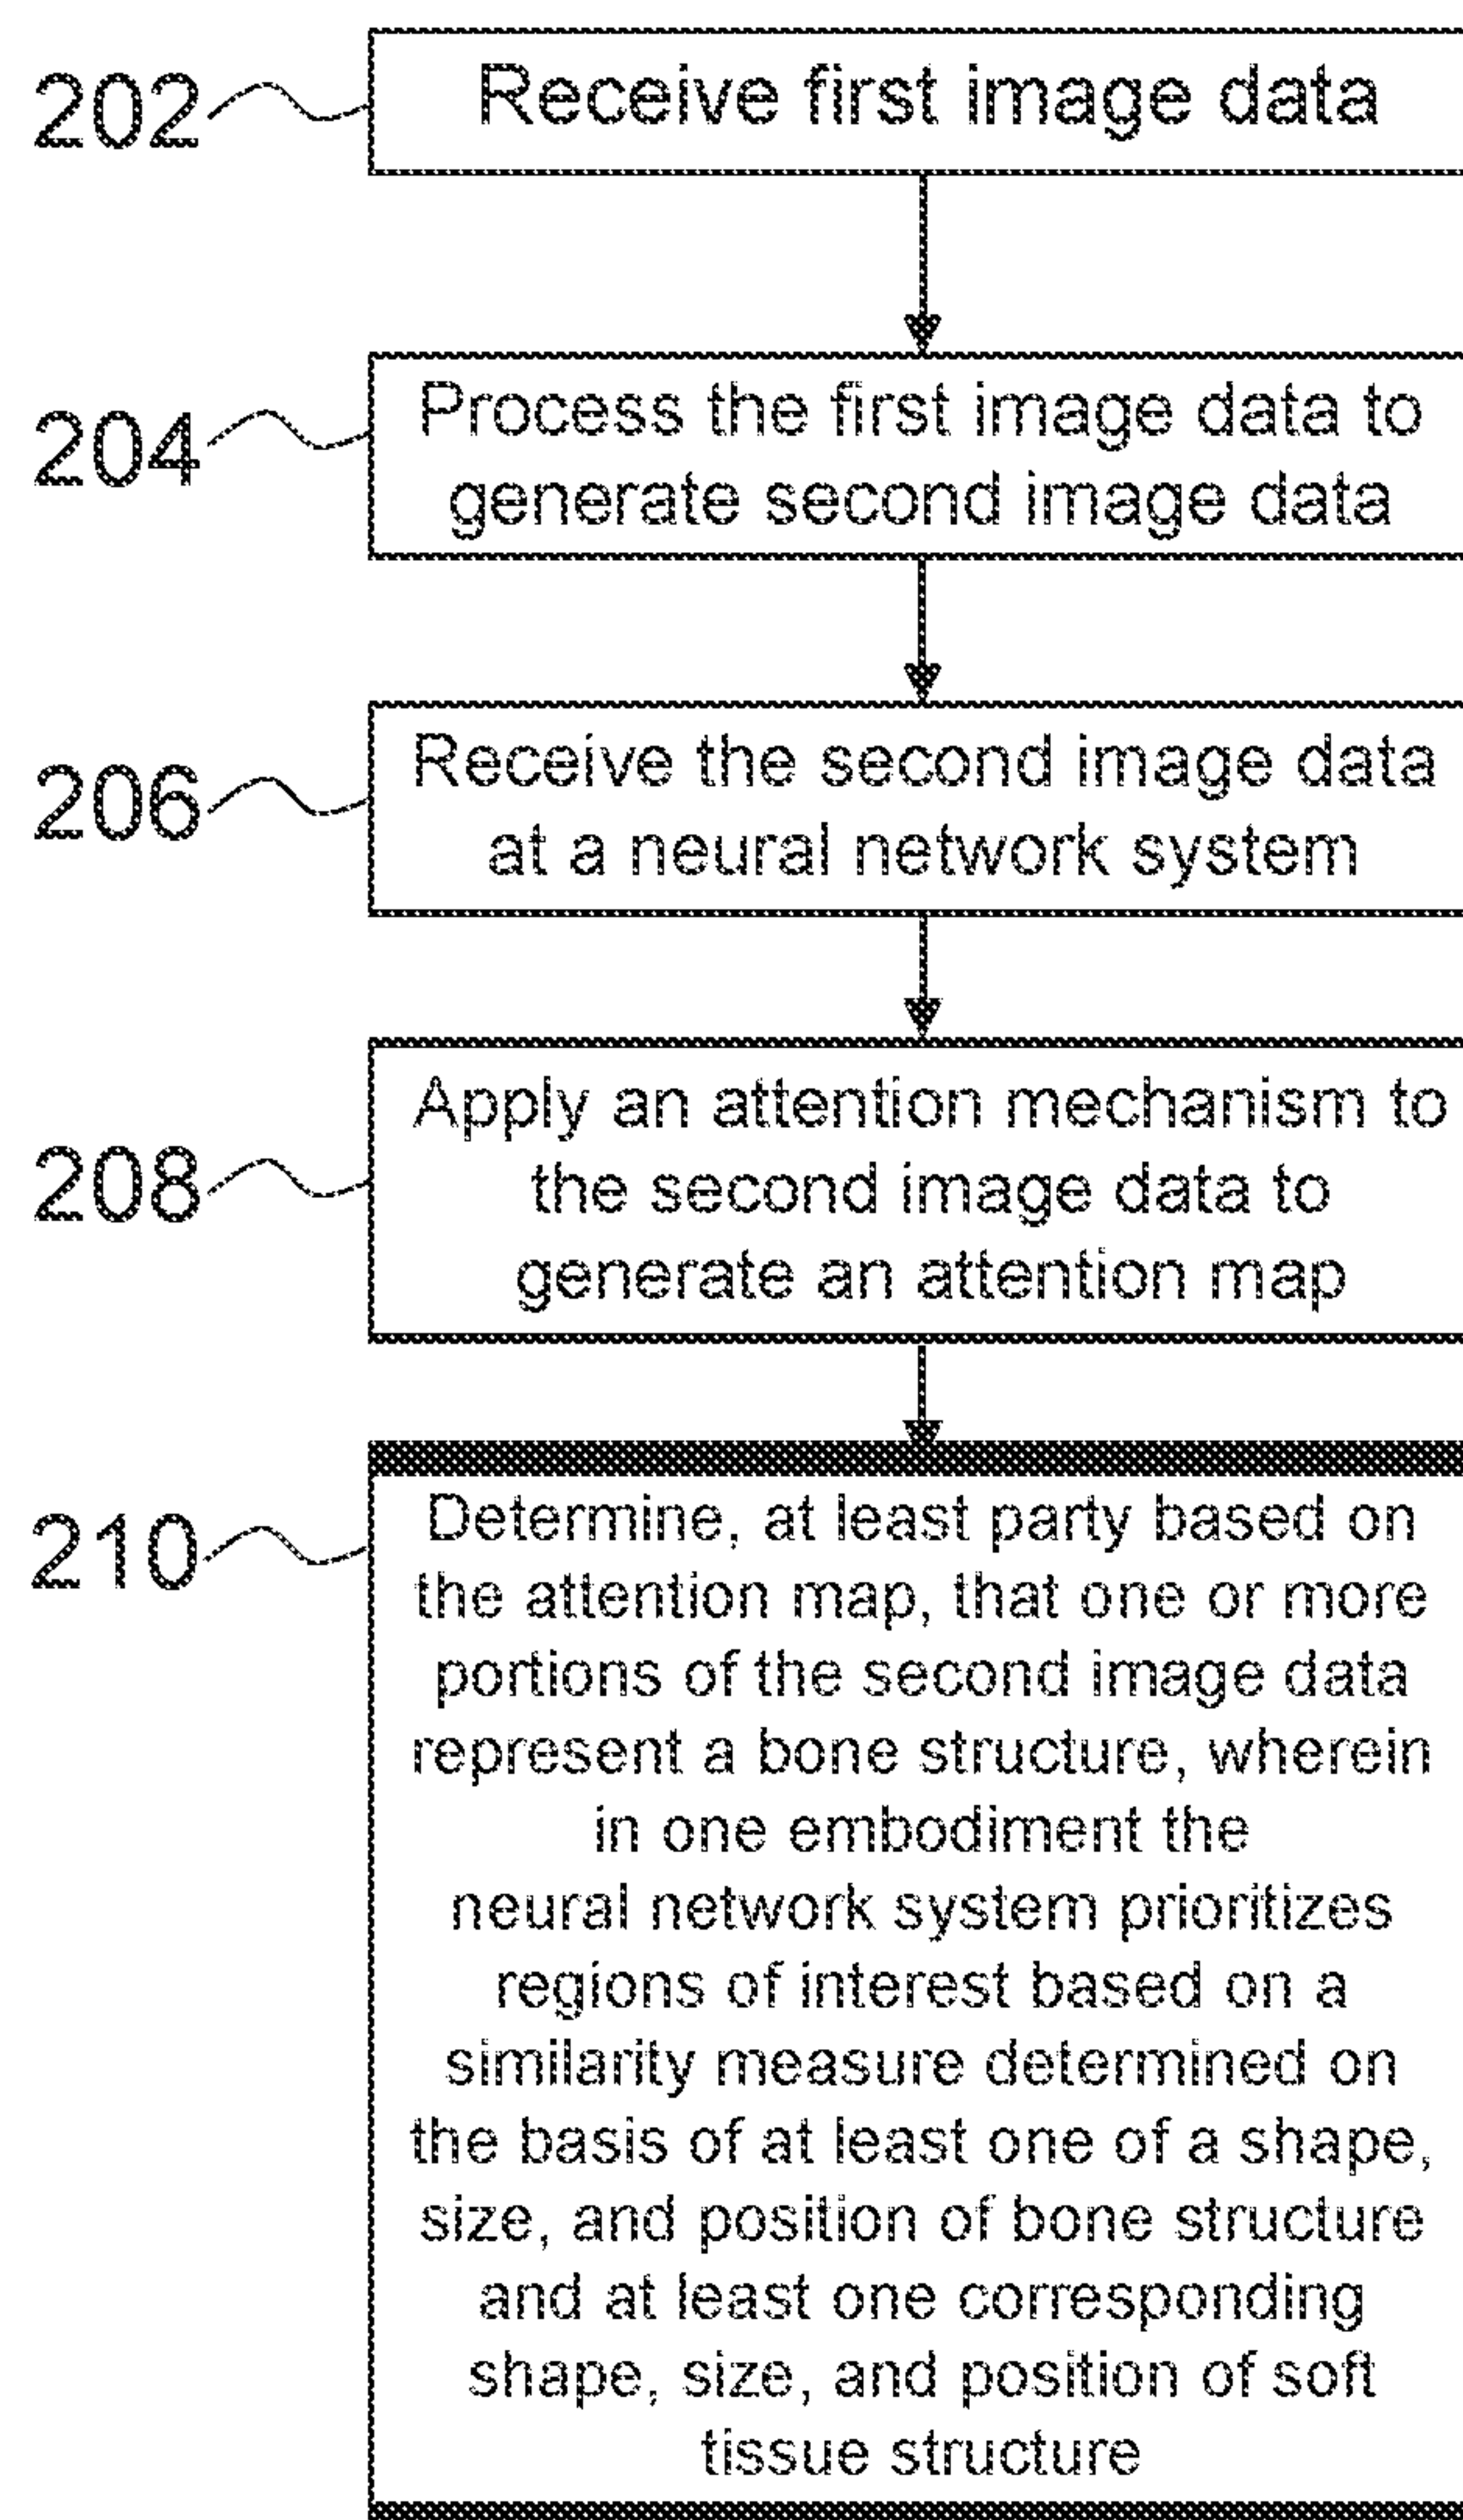 202
Receive first image data
204
Process the first image data to
generate second image data
206
Receive the second image data
at a neural network system
208
Apply an attention mechanism to
the second image data to
generate an attention map
210
Determine, at least party based on
the attention map, that one or more
portions of the second image data
represent a bone structure, wherein
in one embodiment the
neural network system prioritizes
regions of interest based on a
similarity measure determined on
the basis of at least one of a shape,
size, and position of bone structure
and at least one corresponding
shape, size, and position of soft
tissue structure